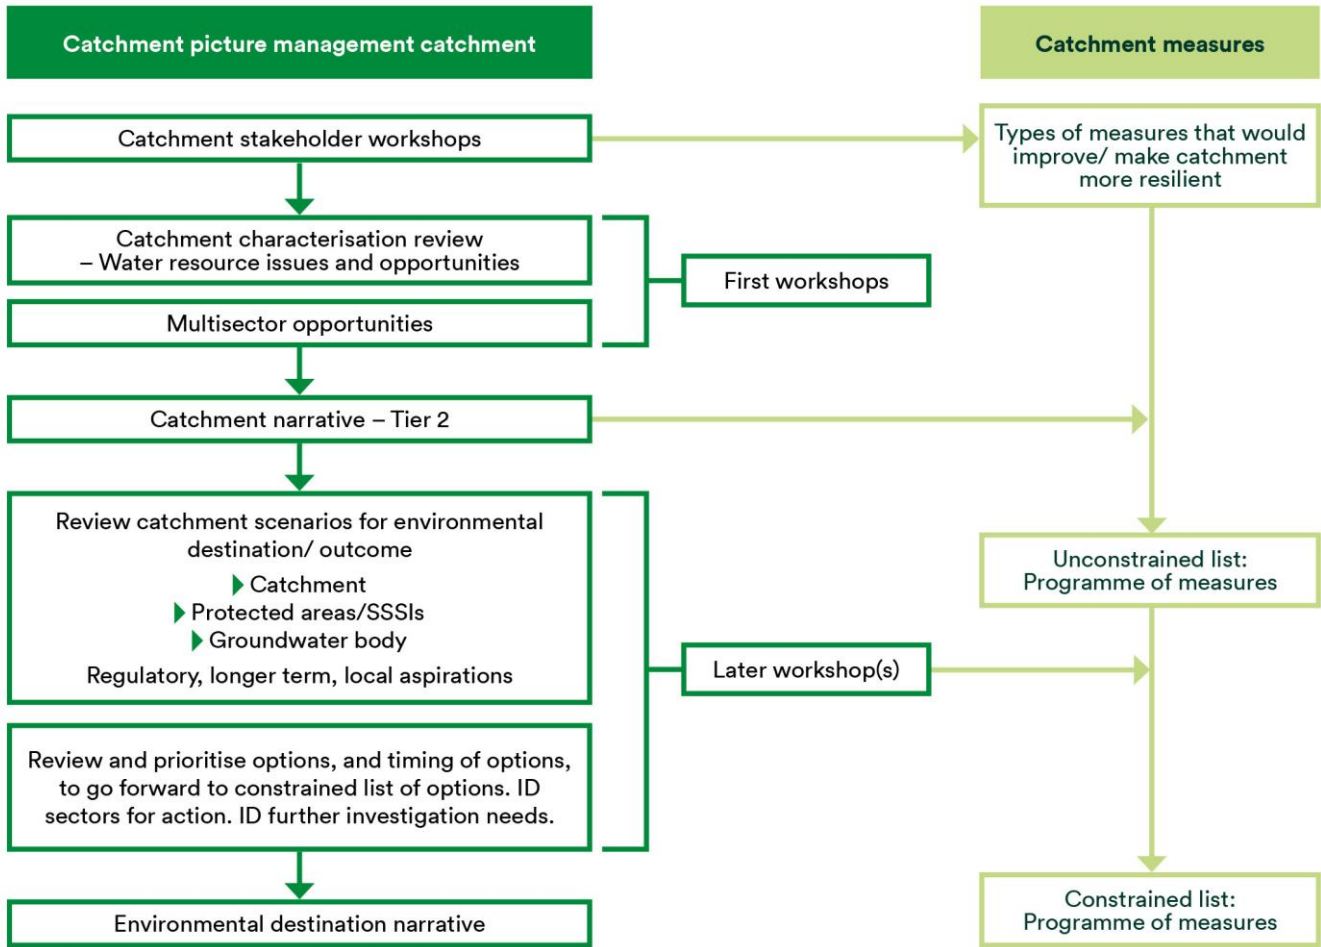 Catchment picture management catchment
Catchment measures
Catchment stakeholder workshops
Types of measures that would
improve/ make catchment
more resilient
Catchment characterisation review
– Water resource issues and opportunities
First workshops
Multisector opportunities
Catchment narrative – Tier 2
Review catchment scenarios for environmental
destination/ outcome
Catchment
Protected areas/SSSIs
Groundwater body
Regulatory, longer term, local aspirations
Unconstrained list:
Programme of measures
Later workshop(s)
Review and prioritise options, and timing of options,
to go forward to constrained list of options. ID
sectors for action. ID further investigation needs.
Environmental destination narrative
Constrained list:
Programme of measures